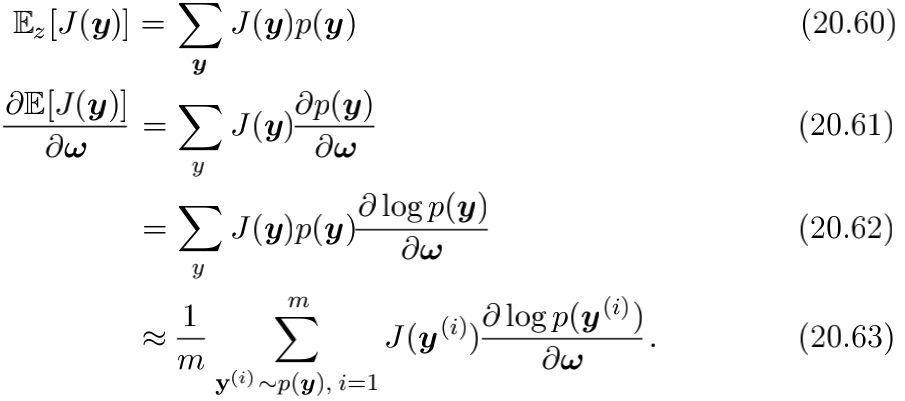 𝔼_z[J(𝒚)] = ∑_𝒚 J(𝒚)p(𝒚) (20.60)
∂𝔼[J(𝒚)]/∂𝝎 = ∑_y J(𝒚) ∂p(𝒚)/∂𝝎 (20.61)
= ∑_y J(𝒚)p(𝒚) ∂ log p(𝒚)/∂𝝎 (20.62)
≈ 1/m ∑_{𝐲^(i)∼p(𝒚), i=1}^m J(𝒚^(i)) ∂ log p(𝒚^(i))/∂𝝎 . (20.63)